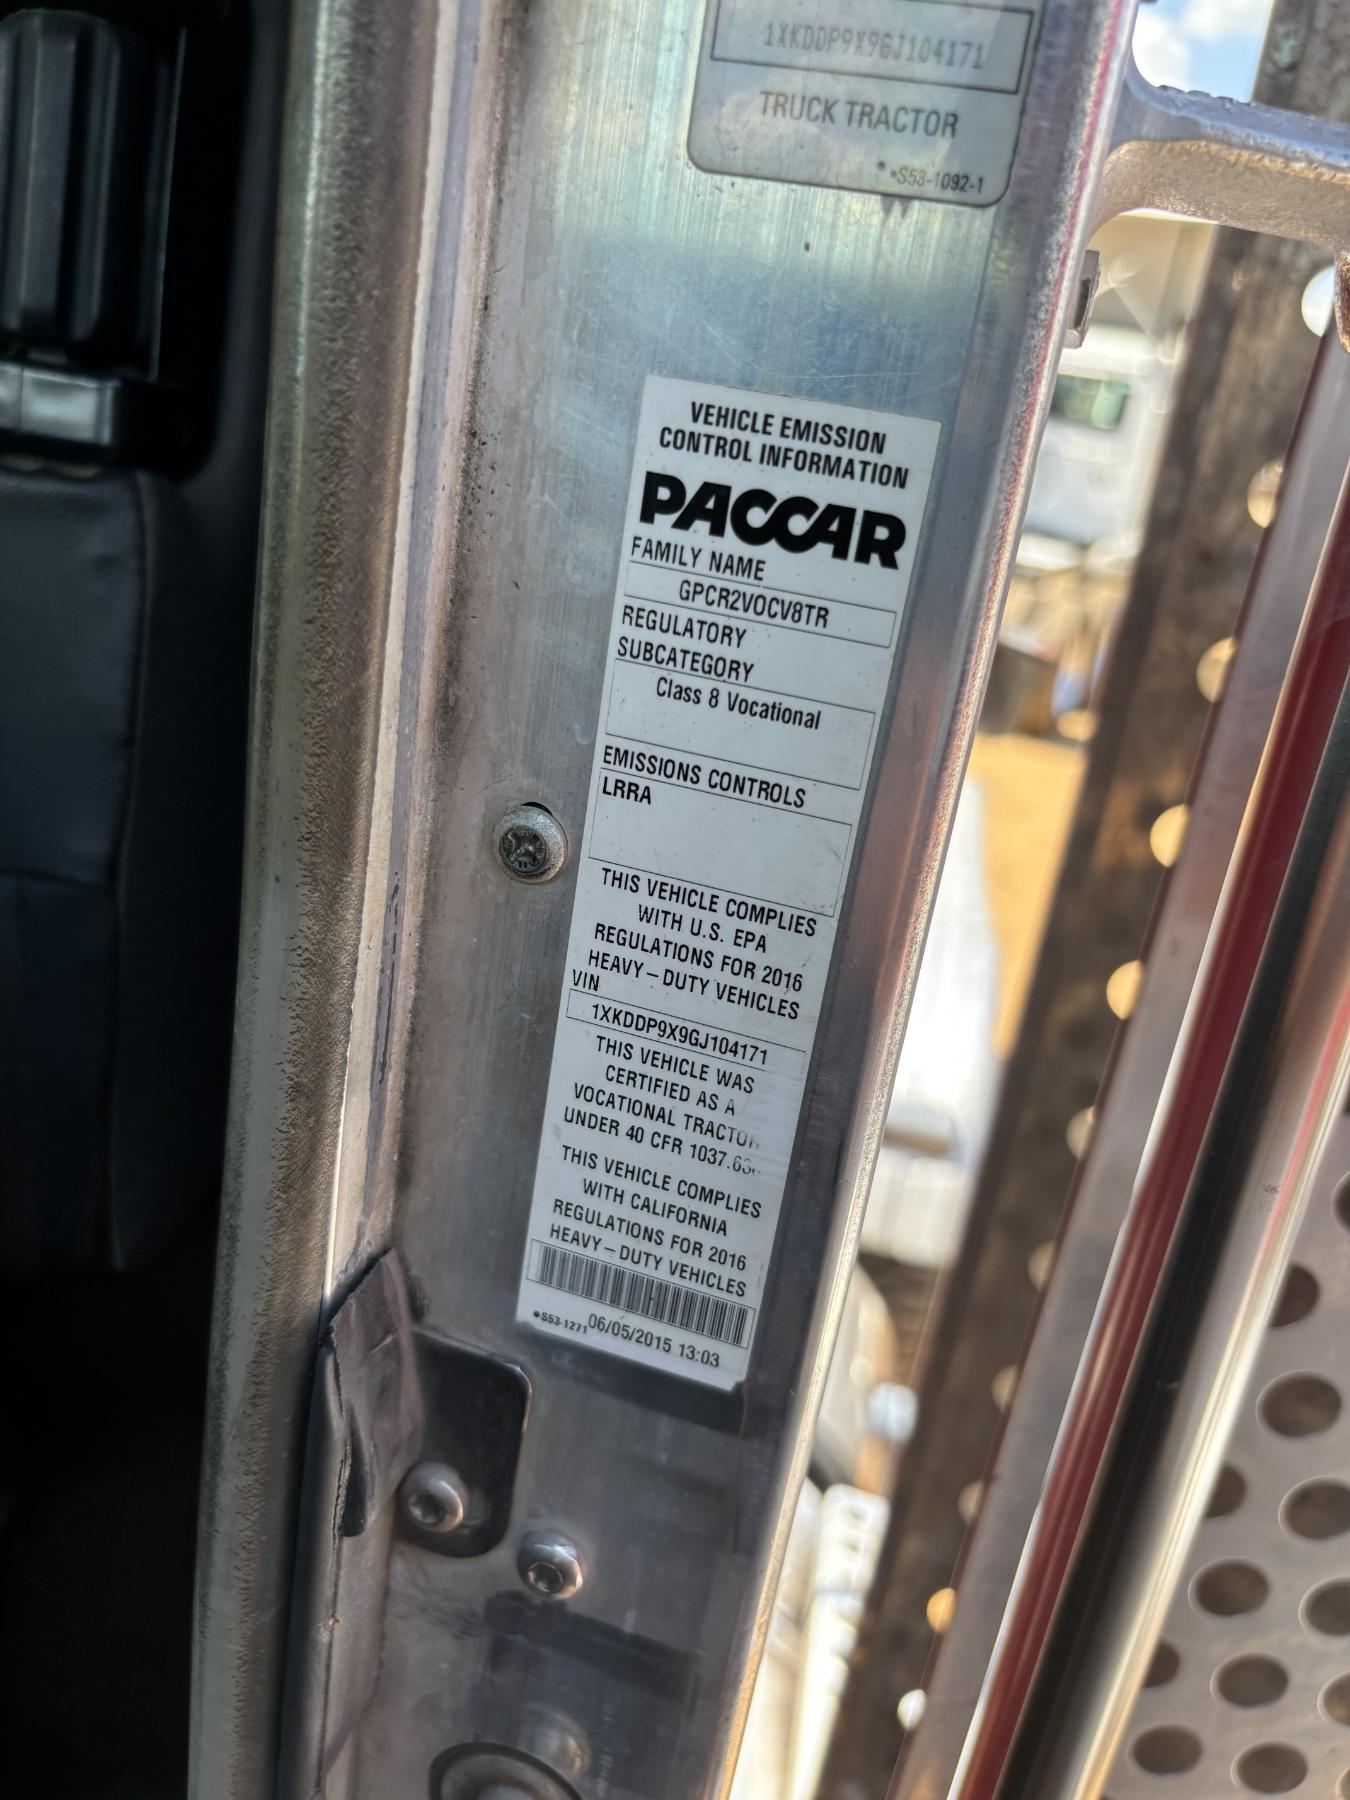 1XKDDP9X9GJ104171
TRUCK TRACTOR
•S53-1092-1
VEHICLE EMISSION
CONTROL INFORMATION
PACCAR
FAMILY NAME
GPCR2VOCV8TR
REGULATORY
SUBCATEGORY
Class 8 Vocational
EMISSIONS CONTROLS
LRRA
THIS VEHICLE COMPLIES
WITH U.S. EPA
REGULATIONS FOR 2016
HEAVY-DUTY VEHICLES
VIN
1XKDDP9X9GJ104171
THIS VEHICLE WAS
CERTIFIED AS A
VOCATIONAL TRACTOR
UNDER 40 CFR
THIS VEHICLE COMPLIES
WITH CALIFORNIA
REGULATIONS FOR 2016
HEAVY-DUTY VEHICLES
•S53-1271 06/05/2015 13:03